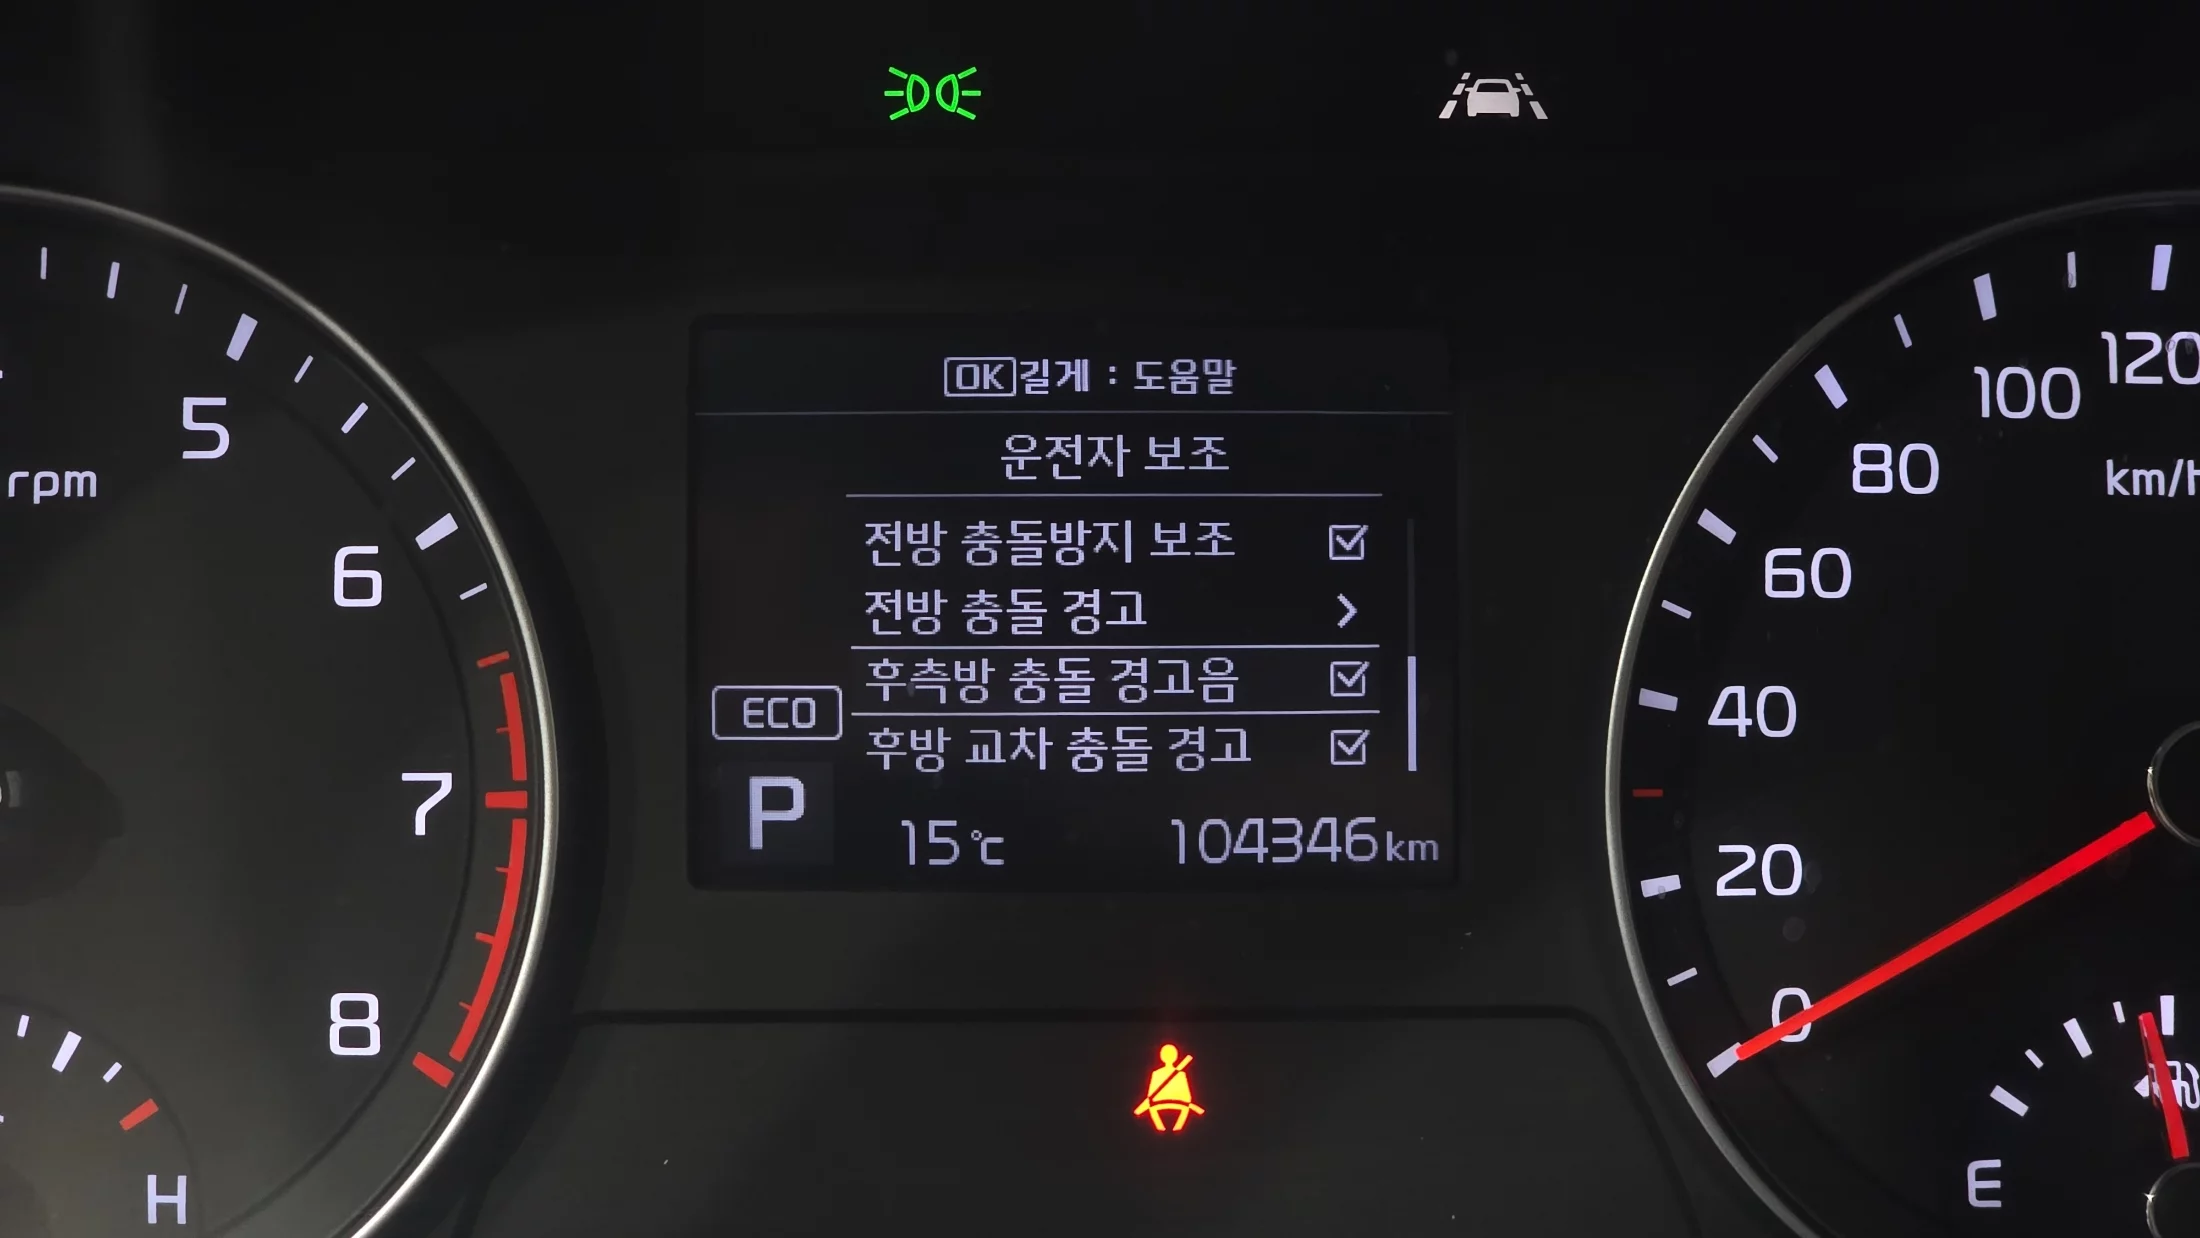 OK길게 : 도움말
운전자 보조
전방 충돌방지 보조
전방 충돌 경고
후측방 충돌 경고음
후방 교차 충돌 경고
ECO
P
15℃
104346km
rpm
5
6
7
8
H
120
100
80
60
40
20
0
km/h
E